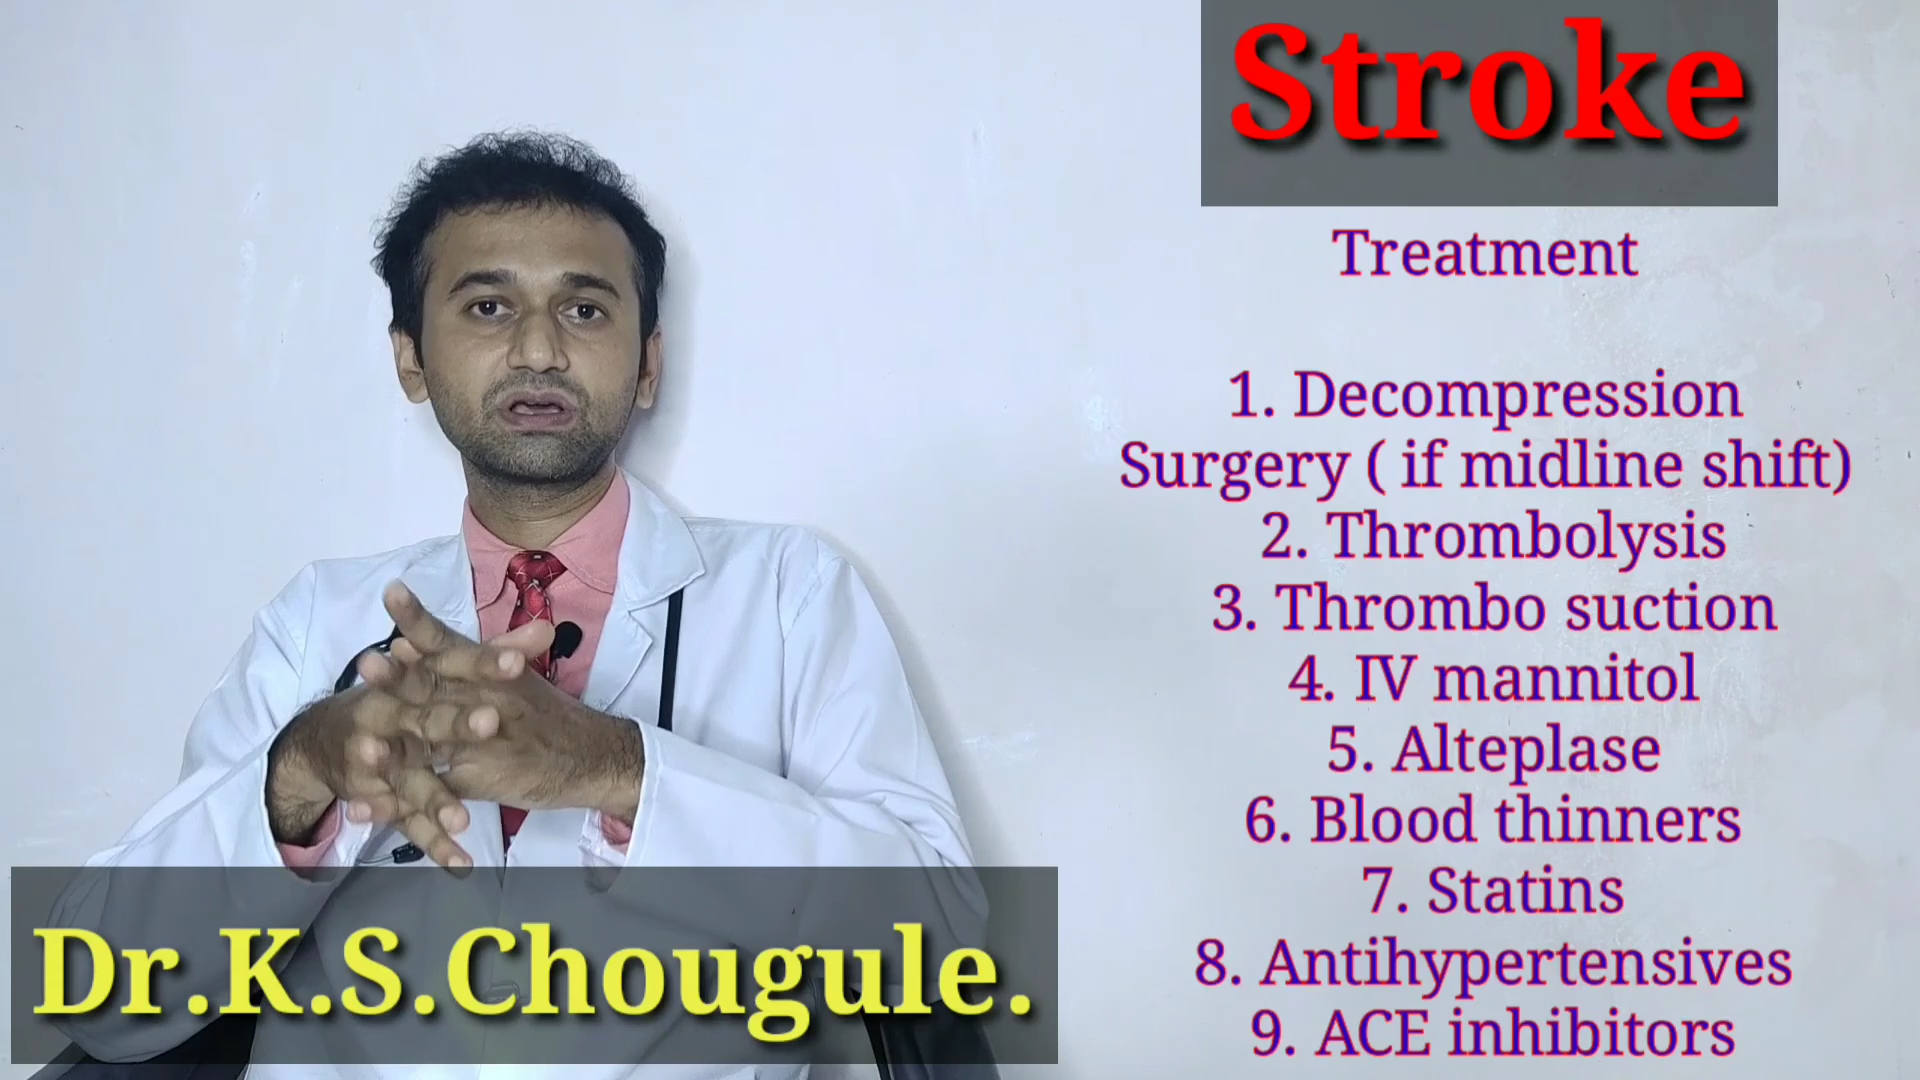 Stroke
Treatment
1. Decompression
Surgery ( if midline shift)
2. Thrombolysis
3. Thrombo suction
4. IV mannitol
5. Alteplase
6. Blood thinners
7. Statins
8. Antihypertensives
9. ACE inhibitors
Dr.K.S.Chougule.